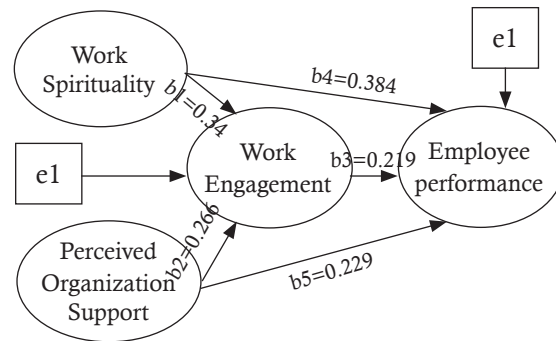 e1
Work
Spirituality
b4=0.384
b1=0.34
Work
Engagement
b3=0.219
Employee
performance
e1
b2=0.266
Perceived
Organization
Support
b5=0.229